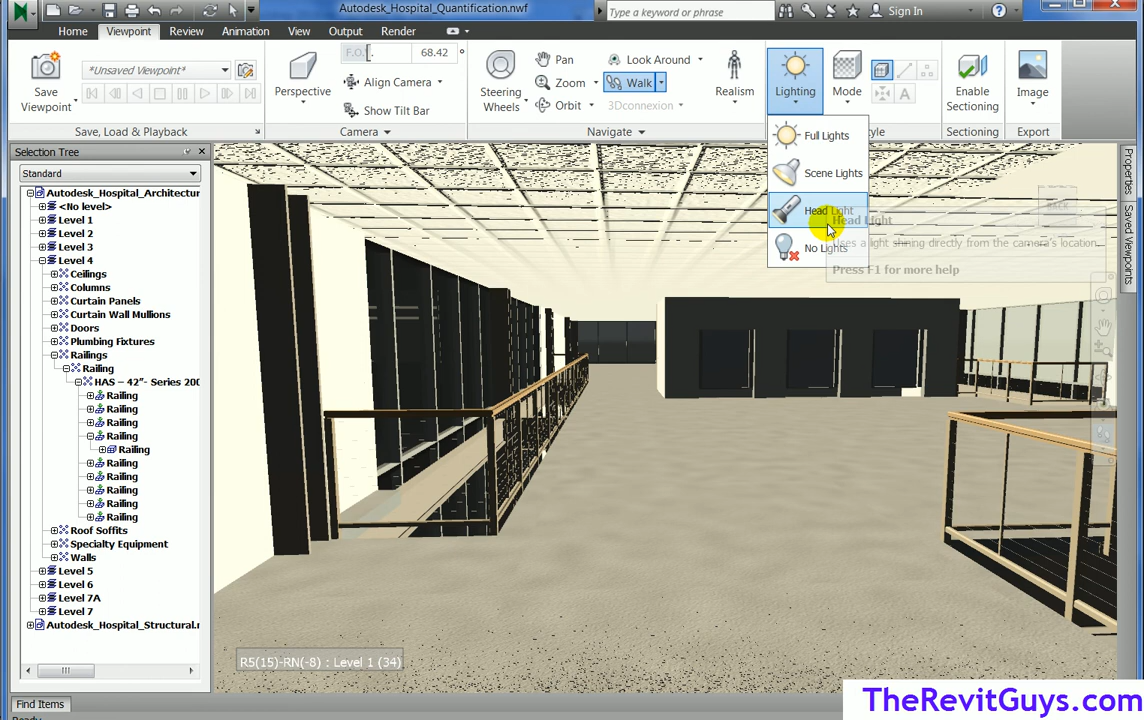 Autodesk_Hospital_Quantification.nwf
Type a keyword or phrase
Sign In
Home
Viewpoint
Review
Animation
View
Output
Render
Save
Viewpoint
*Unsaved Viewpoint*
Save, Load & Playback
Perspective
F.O.V.
68.42
°
Align Camera
Show Tilt Bar
Camera
Steering
Wheels
Pan
Zoom
Orbit
Look Around
Walk
3Dconnexion
Navigate
Realism
Lighting
Mode
A
yle
Enable
Sectioning
Sectioning
Image
Export
Full Lights
Scene Lights
Head Light
No Lights
Head Light
Uses a light shining directly from the camera's location.
Press F1 for more help
Selection Tree
Standard
Autodesk_Hospital_Architectur
<No level>
Level 1
Level 2
Level 3
Level 4
Ceilings
Columns
Curtain Panels
Curtain Wall Mullions
Doors
Plumbing Fixtures
Railings
Railing
HAS – 42"- Series 200
Railing
Railing
Railing
Railing
Railing
Railing
Railing
Railing
Railing
Railing
Roof Soffits
Specialty Equipment
Walls
Level 5
Level 6
Level 7A
Level 7
Autodesk_Hospital_Structural.r
Properties
Saved Viewpoints
BACK
R5(15)-RN(-8) : Level 1 (34)
Find Items
Ready
TheRevitGuys.com